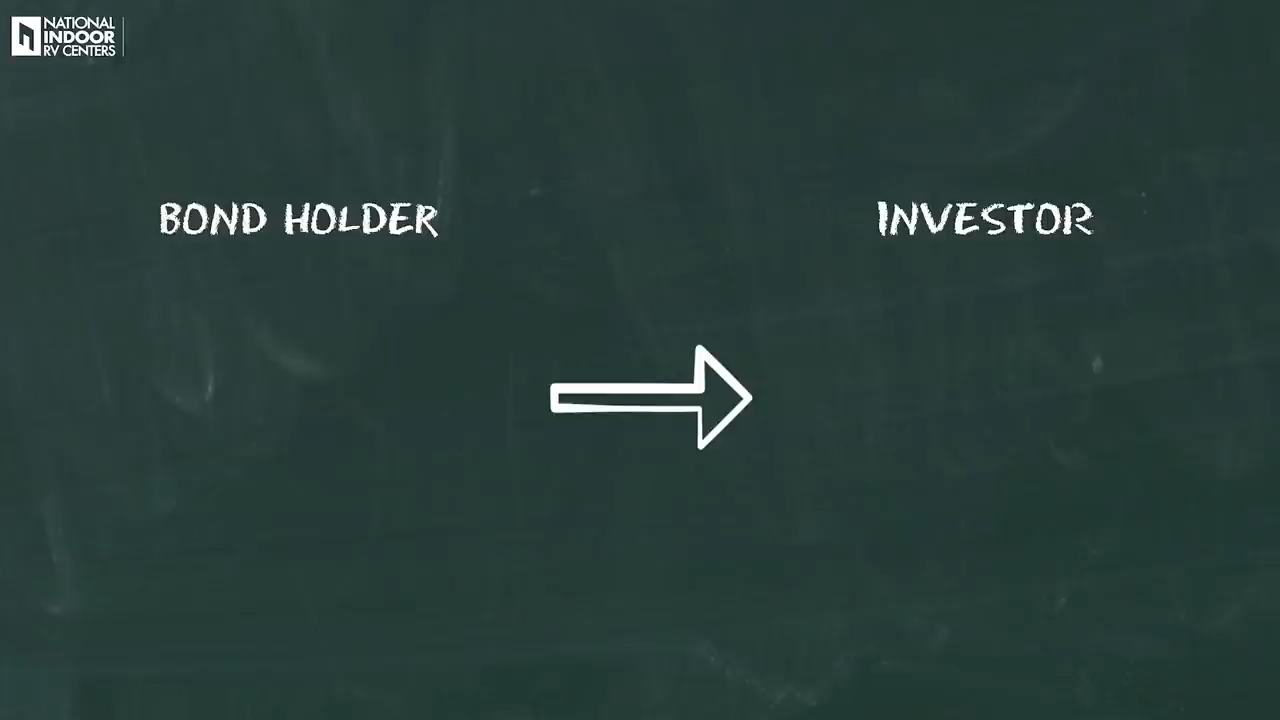 NATIONAL
INDOOR
RV CENTERS
BOND HOLDER
INVESTOR